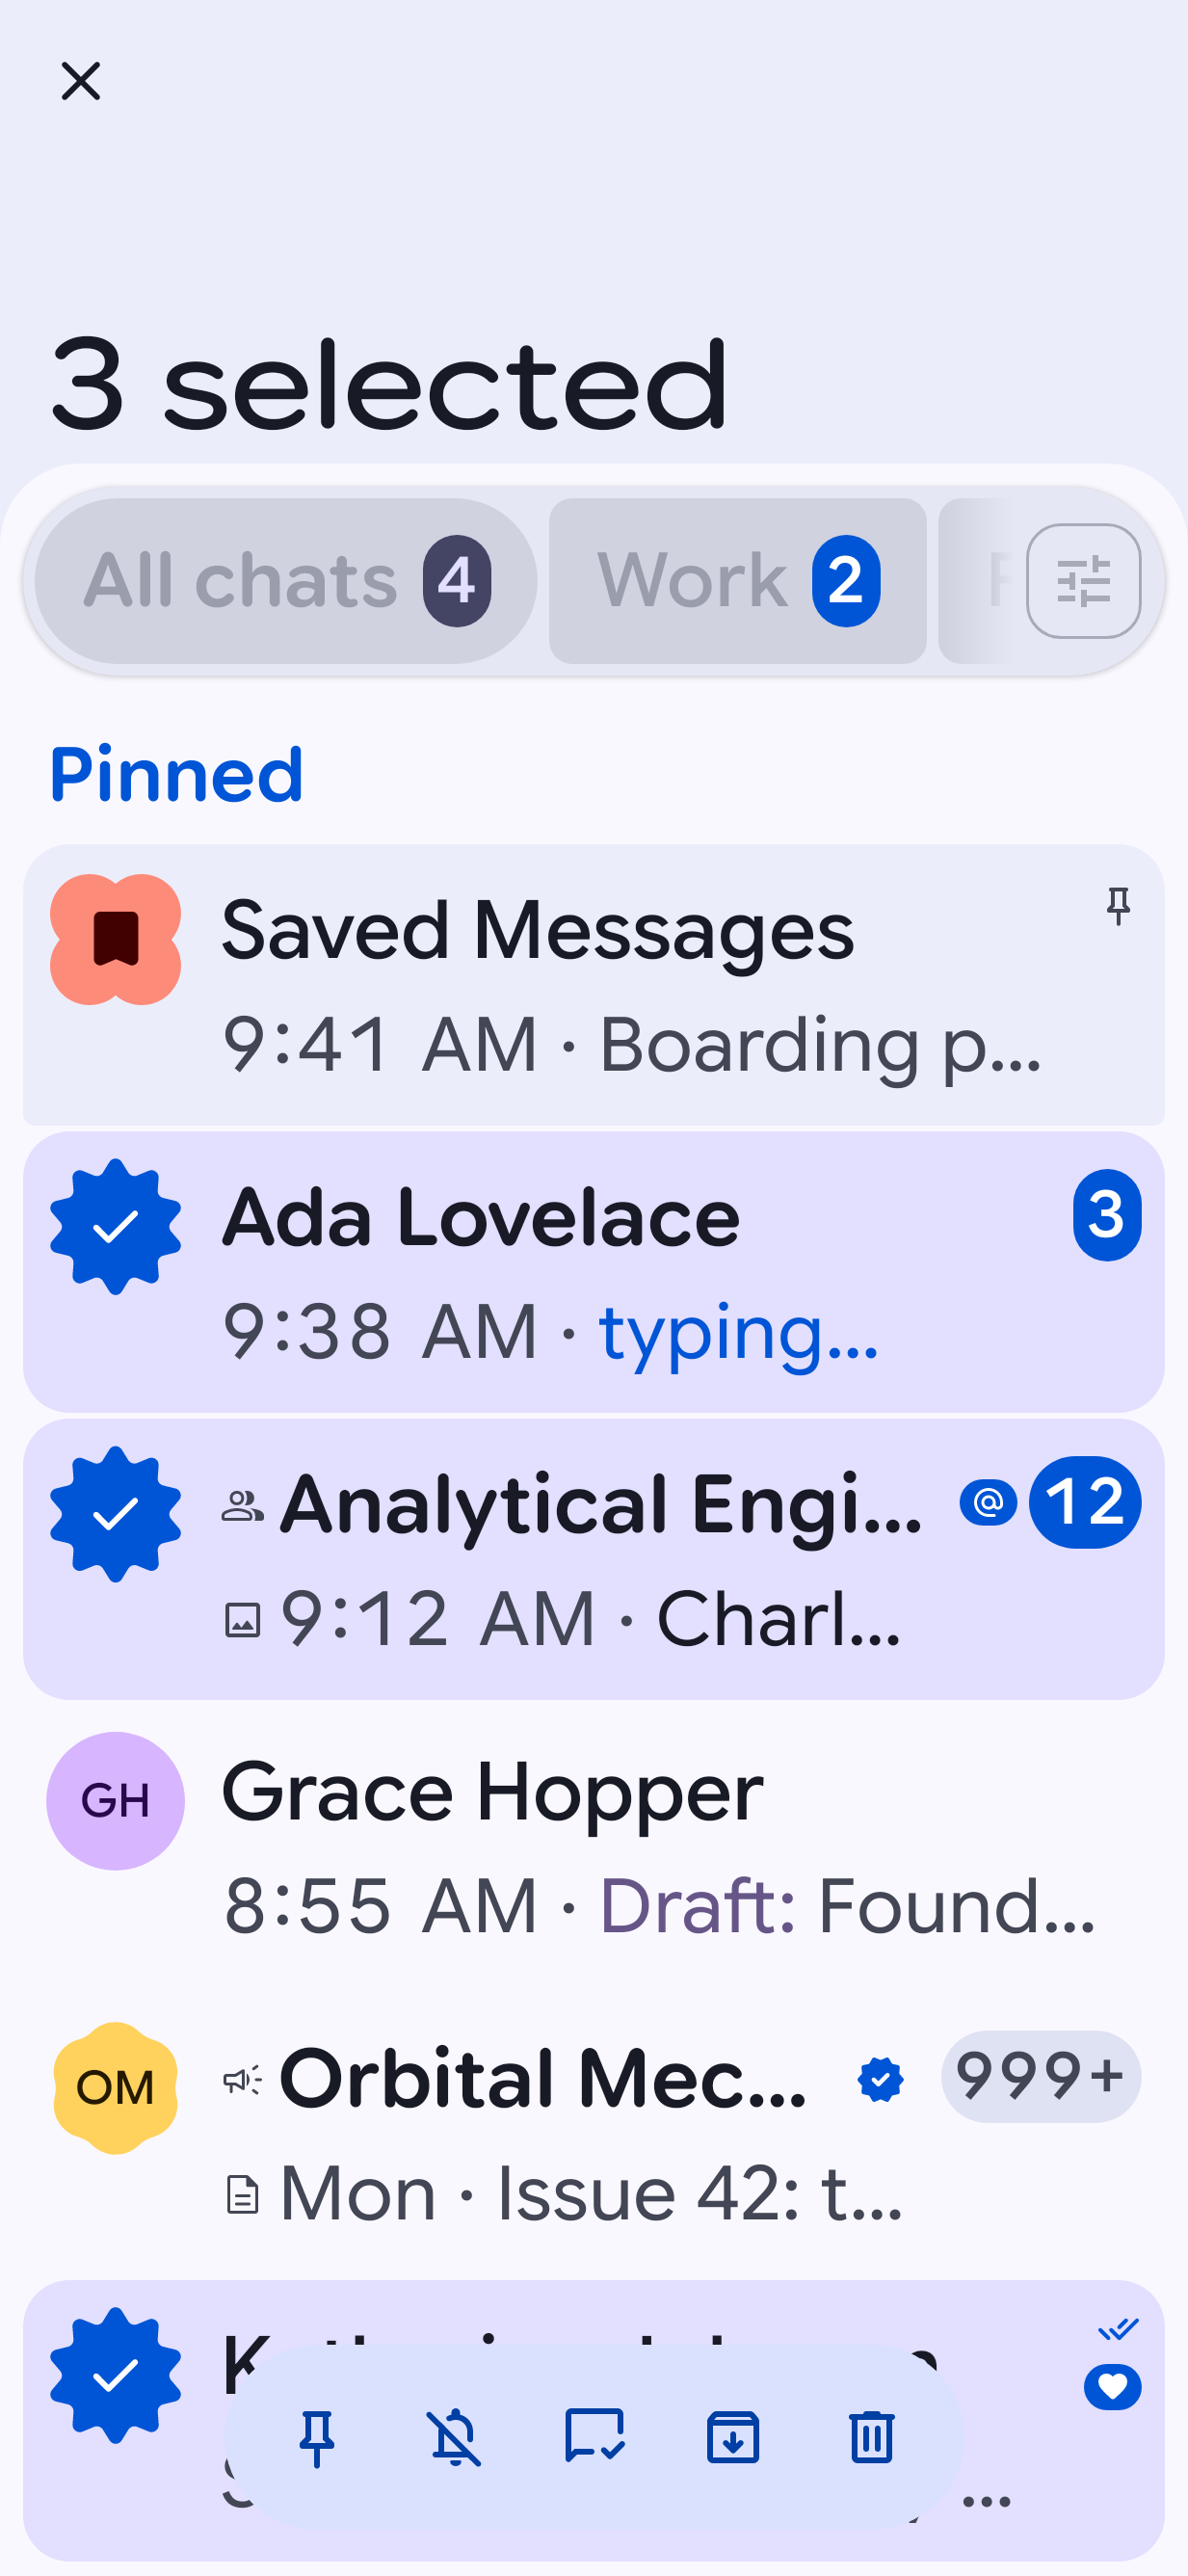 3 selected
All chats 4 Work 2
Pinned
Saved Messages
9:41 AM · Boarding p...
Ada Lovelace 3
9:38 AM · typing...
Analytical Engi... 12
9:12 AM · Charl...
GH Grace Hopper
8:55 AM · Draft: Found...
OM Orbital Mec... 999+
Mon · Issue 42: t...